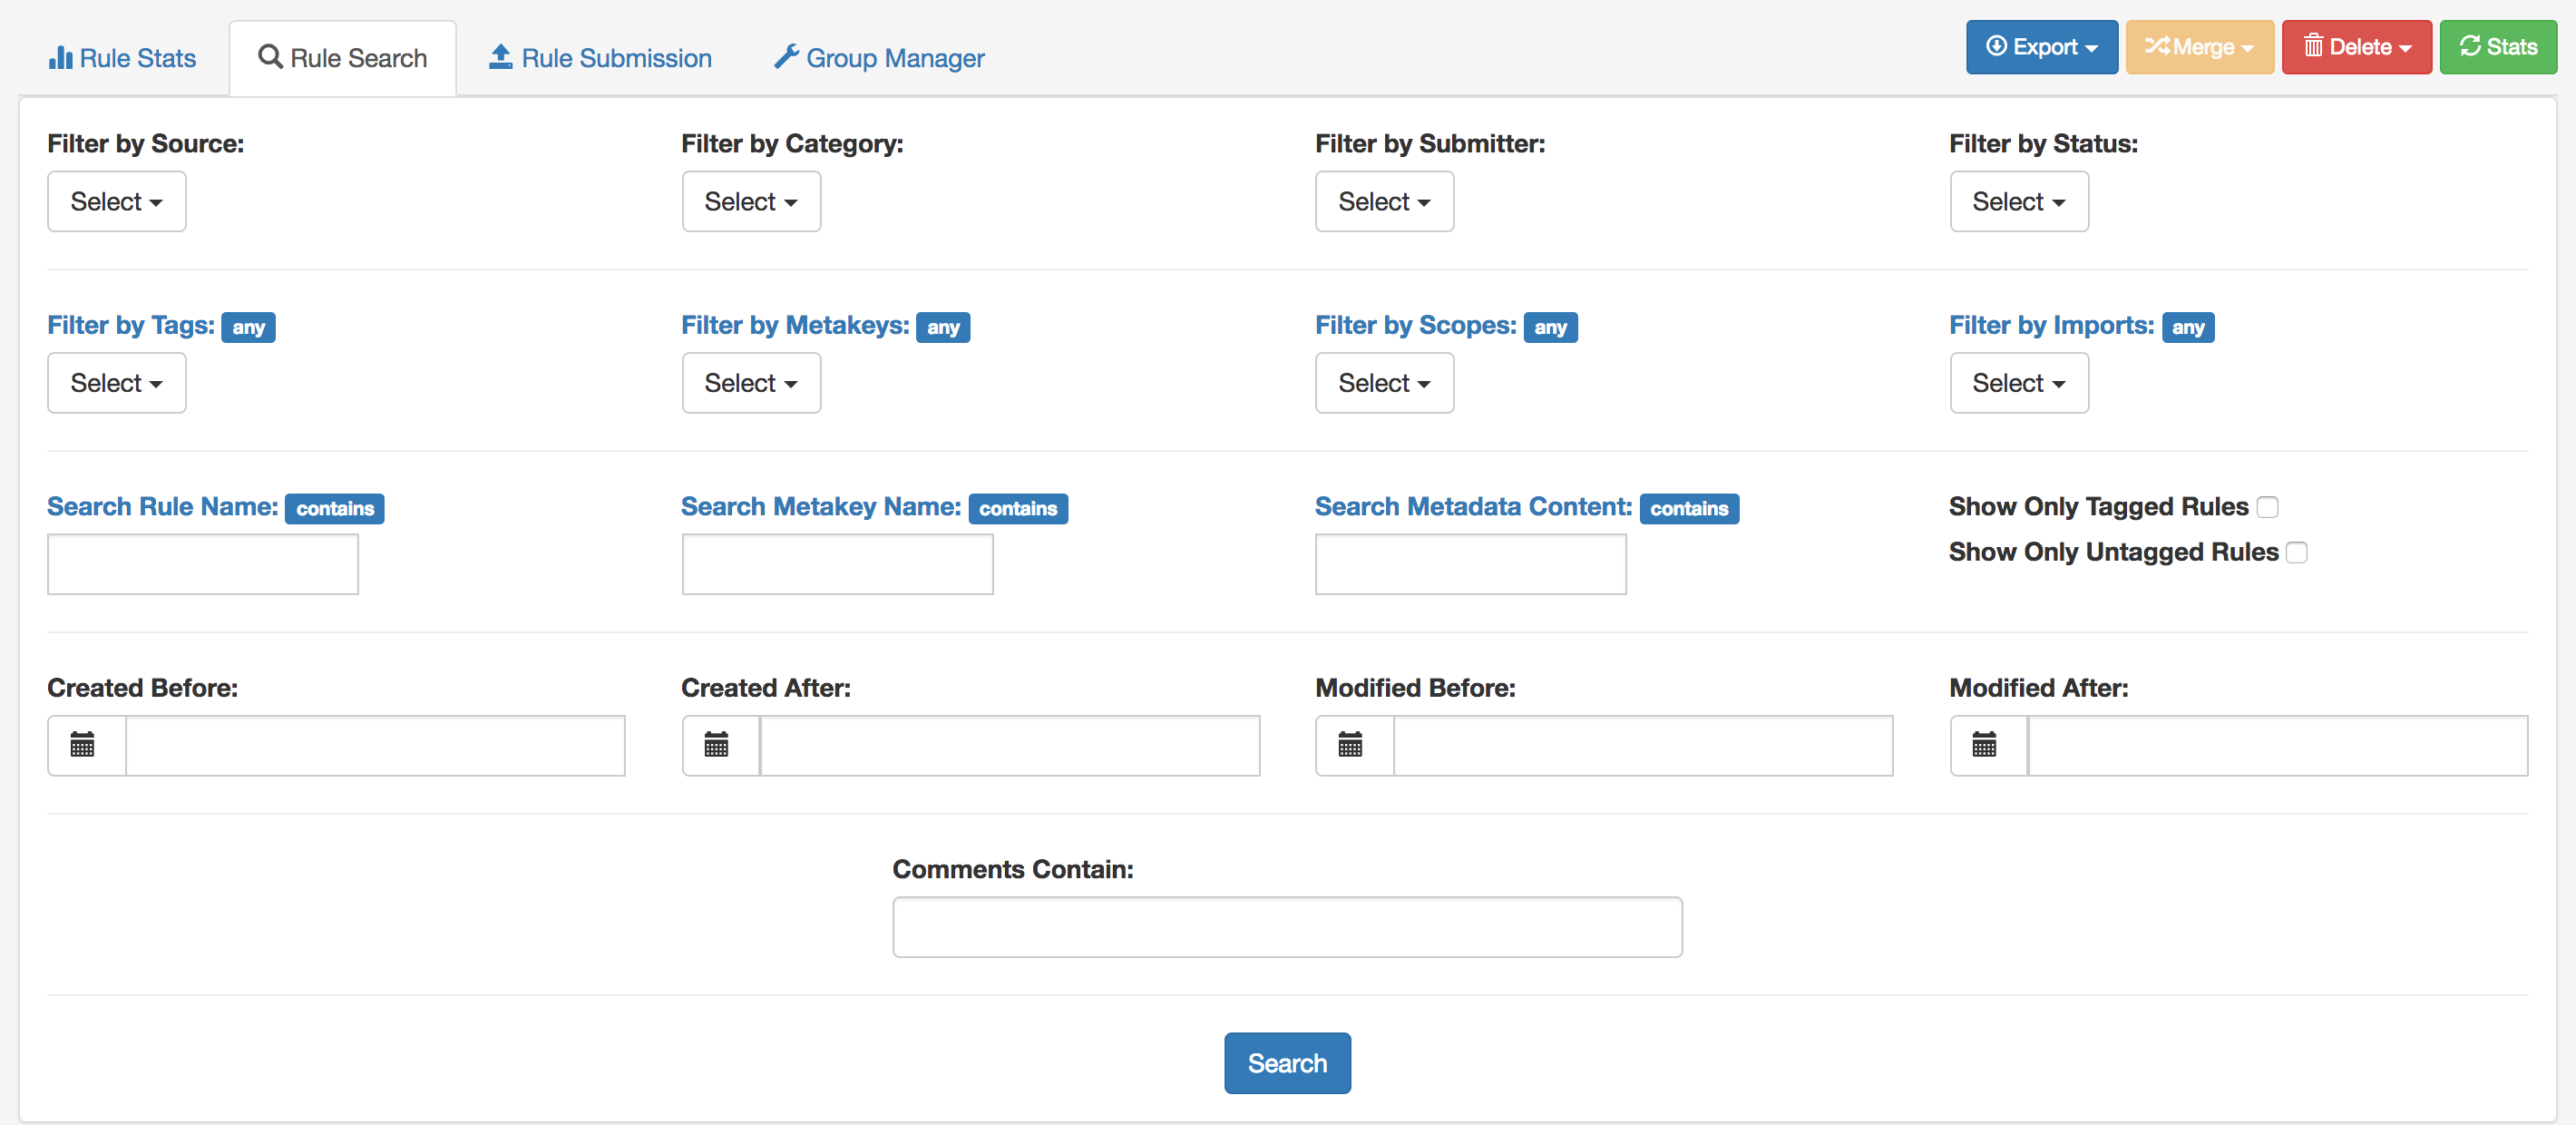 Rule Stats Rule Search Rule Submission Group Manager Export Merge Delete Stats
Filter by Source: Filter by Category: Filter by Submitter: Filter by Status:
Select Select Select Select
Filter by Tags: any Filter by Metakeys: any Filter by Scopes: any Filter by Imports: any
Select Select Select Select
Search Rule Name: contains Search Metakey Name: contains Search Metadata Content: contains Show Only Tagged Rules
Show Only Untagged Rules
Created Before: Created After: Modified Before: Modified After:
Comments Contain:
Search